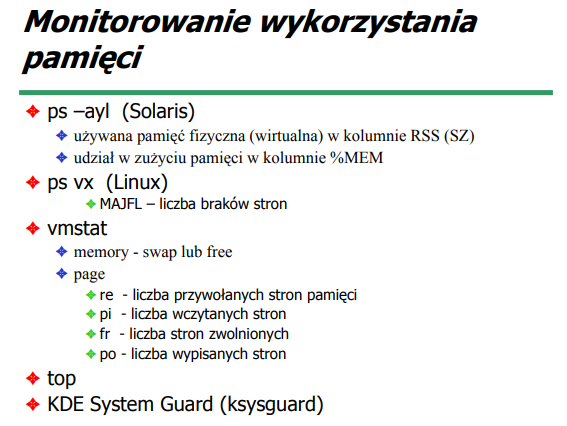 Monitorowanie wykorzystania
pamięci
ps –ayl (Solaris)
używana pamięć fizyczna (wirtualna) w kolumnie RSS (SZ)
udział w zużyciu pamięci w kolumnie %MEM
ps vx (Linux)
MAJFL – liczba braków stron
vmstat
memory - swap lub free
page
re - liczba przywołanych stron pamięci
pi - liczba wczytanych stron
fr - liczba stron zwolnionych
po - liczba wypisanych stron
top
KDE System Guard (ksysguard)